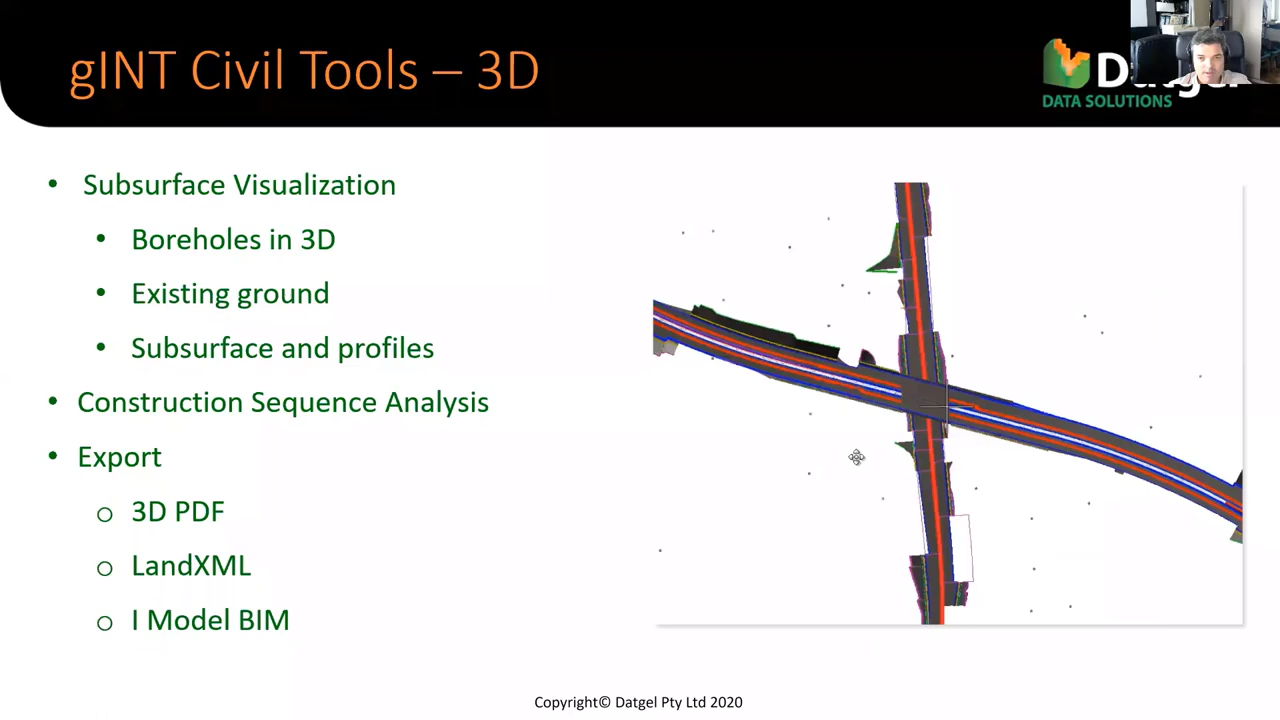 gINT Civil Tools – 3D
DATA SOLUTIONS
• Subsurface Visualization
• Boreholes in 3D
• Existing ground
• Subsurface and profiles
• Construction Sequence Analysis
• Export
o 3D PDF
o LandXML
o I Model BIM
Copyright© Datgel Pty Ltd 2020